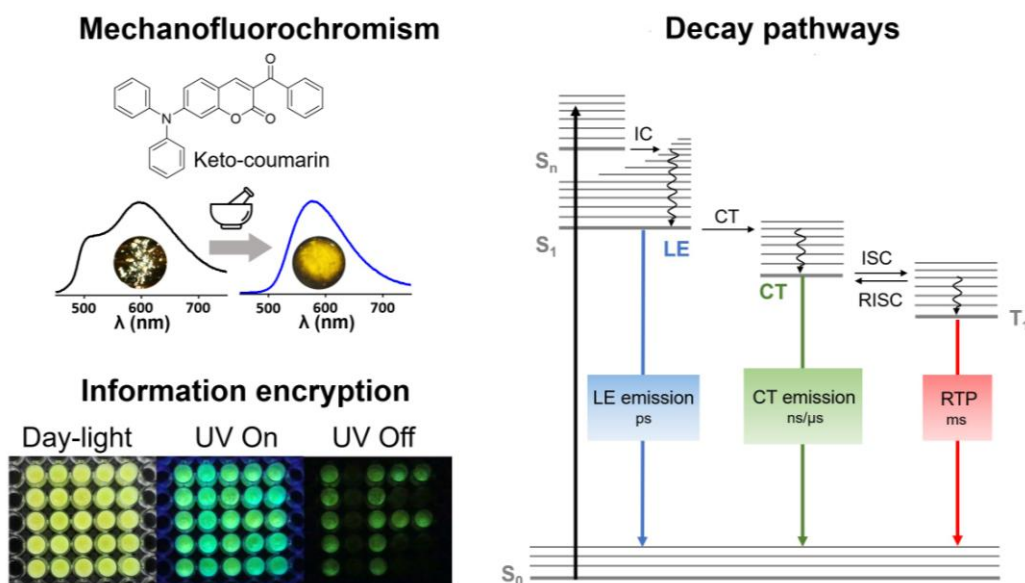 Mechanofluorochromism
O
N
O
O
Keto-coumarin
500 600 700
λ (nm)
500 600 700
λ (nm)
Information encryption
Day-light UV On UV Off
Decay pathways
Sn
IC
S1
LE
CT
CT
ISC
RISC
T1
LE emission
ps
CT emission
ns/µs
RTP
ms
S0